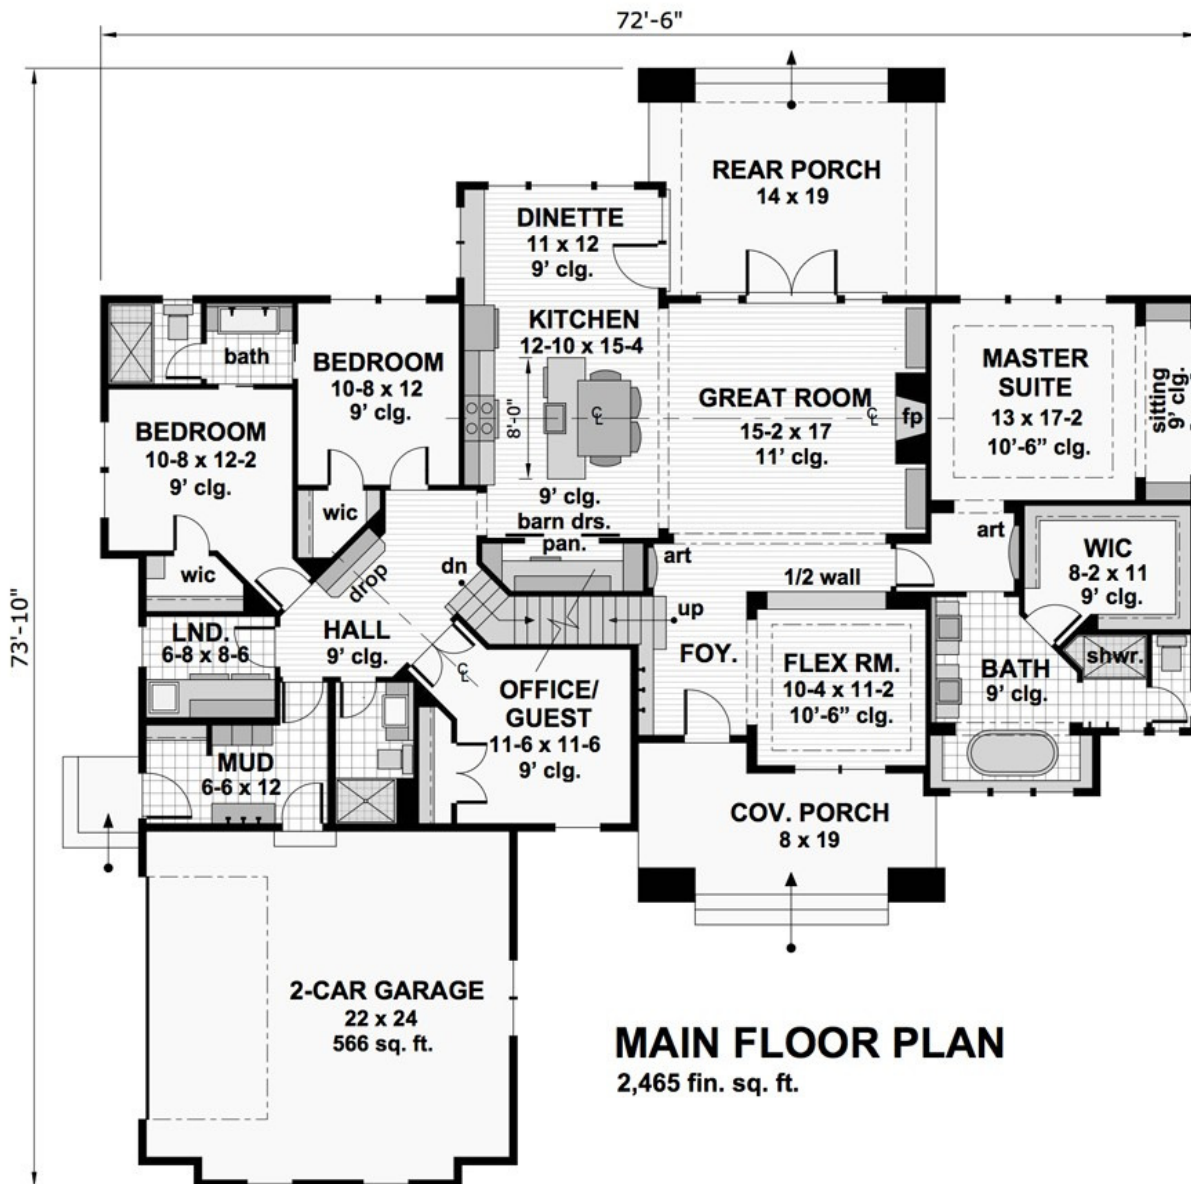 72'-6"
73'-10"
REAR PORCH
14 x 19
DINETTE
11 x 12
9' clg.
KITCHEN
12-10 x 15-4
8'-0"
CL
9' clg.
barn drs.
pan.
bath
BEDROOM
10-8 x 12
9' clg.
BEDROOM
10-8 x 12-2
9' clg.
wic
wic
drop
dn
GREAT ROOM
15-2 x 17
11' clg.
CL
fp
MASTER
SUITE
13 x 17-2
10'-6" clg.
sitting
9' clg.
art
art
1/2 wall
WIC
8-2 x 11
9' clg.
up
LND.
6-8 x 8-6
HALL
9' clg.
CL
FOY.
FLEX RM.
10-4 x 11-2
10'-6" clg.
BATH
9' clg.
shwr.
OFFICE/
GUEST
11-6 x 11-6
9' clg.
MUD
6-6 x 12
COV. PORCH
8 x 19
2-CAR GARAGE
22 x 24
566 sq. ft.
MAIN FLOOR PLAN
2,465 fin. sq. ft.